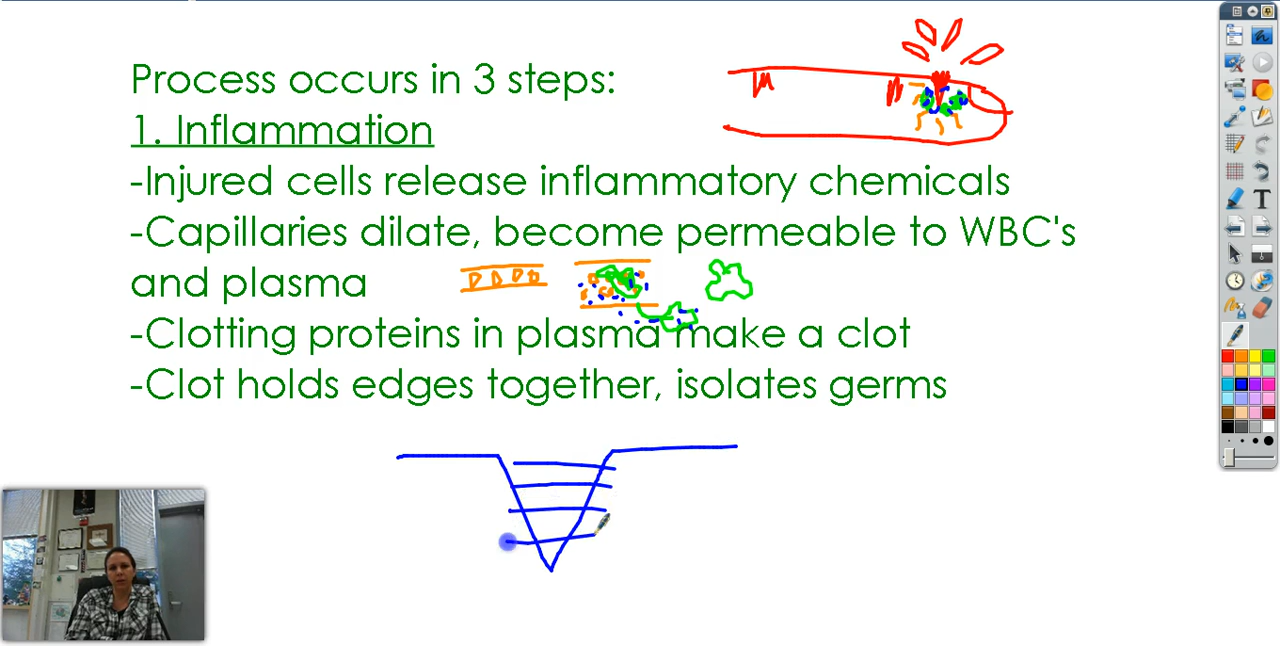 Process occurs in 3 steps:
1. Inflammation
-Injured cells release inflammatory chemicals
-Capillaries dilate, become permeable to WBC's
and plasma
-Clotting proteins in plasma make a clot
-Clot holds edges together, isolates germs
T